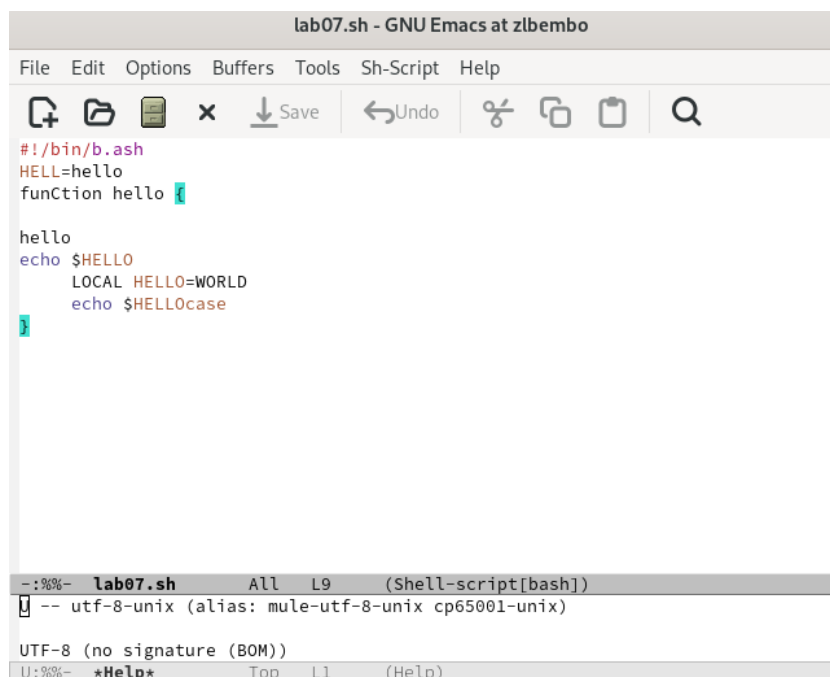 lab07.sh - GNU Emacs at zlbembo
File Edit Options Buffers Tools Sh-Script Help
Save Undo
#!/bin/b.ash
HELL=hello
funCtion hello {
hello
echo $HELLO
LOCAL HELLO=WORLD
echo $HELLOcase
}
-:%%- lab07.sh All L9 (Shell-script[bash])
U -- utf-8-unix (alias: mule-utf-8-unix cp65001-unix)
UTF-8 (no signature (BOM))
U:%%- *Help* Top L1 (Help)